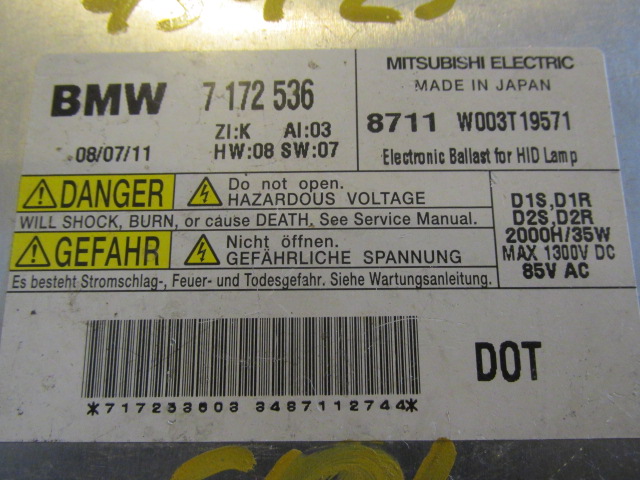 BMW 7 172 536
ZI:K AI:03
08/07/11 HW:08 SW:07
MITSUBISHI ELECTRIC
MADE IN JAPAN
8711 W003T19571
Electronic Ballast for HID Lamp
DANGER
Do not open.
HAZARDOUS VOLTAGE
WILL SHOCK, BURN, or cause DEATH. See Service Manual.
GEFAHR
Nicht öffnen.
GEFÄHRLICHE SPANNUNG
Es besteht Stromschlag-, Feuer- und Todesgefahr. Siehe Wartungsanleitung.
D1S,D1R
D2S,D2R
2000H/35W
MAX 1300V DC
85V AC
*717253603 3487112744*
DOT